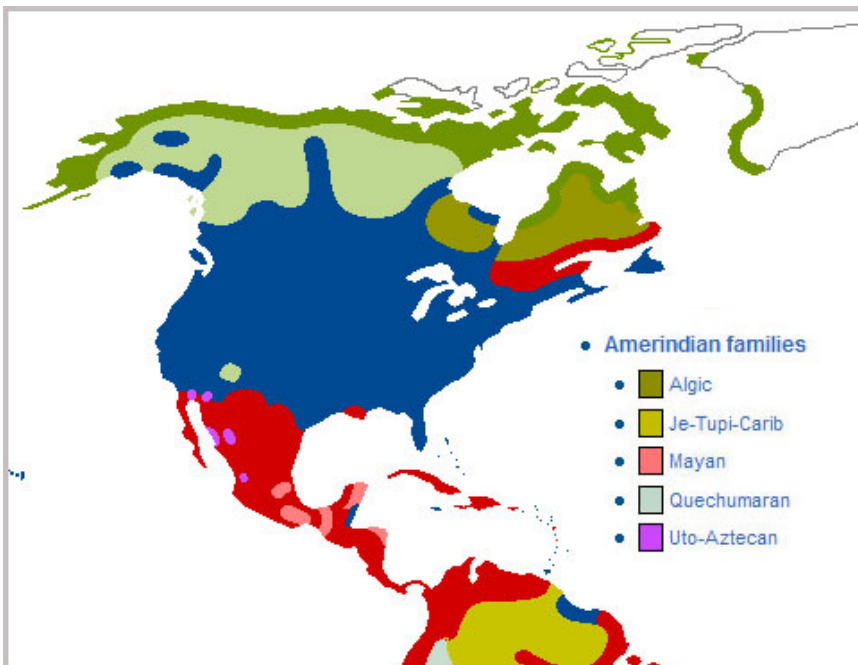 Amerindian families
Algic
Je-Tupi-Carib
Mayan
Quechumaran
Uto-Aztecan